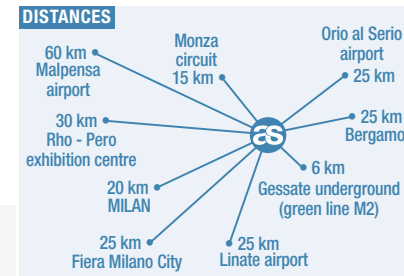 DISTANCES
60 km
Malpensa
airport
Monza
circuit
15 km
Orio al Serio
airport
25 km
30 km
Rho - Pero
exhibition centre
25 km
Bergamo
as
6 km
Gessate underground
(green line M2)
20 km
MILAN
25 km
Fiera Milano City
25 km
Linate airport